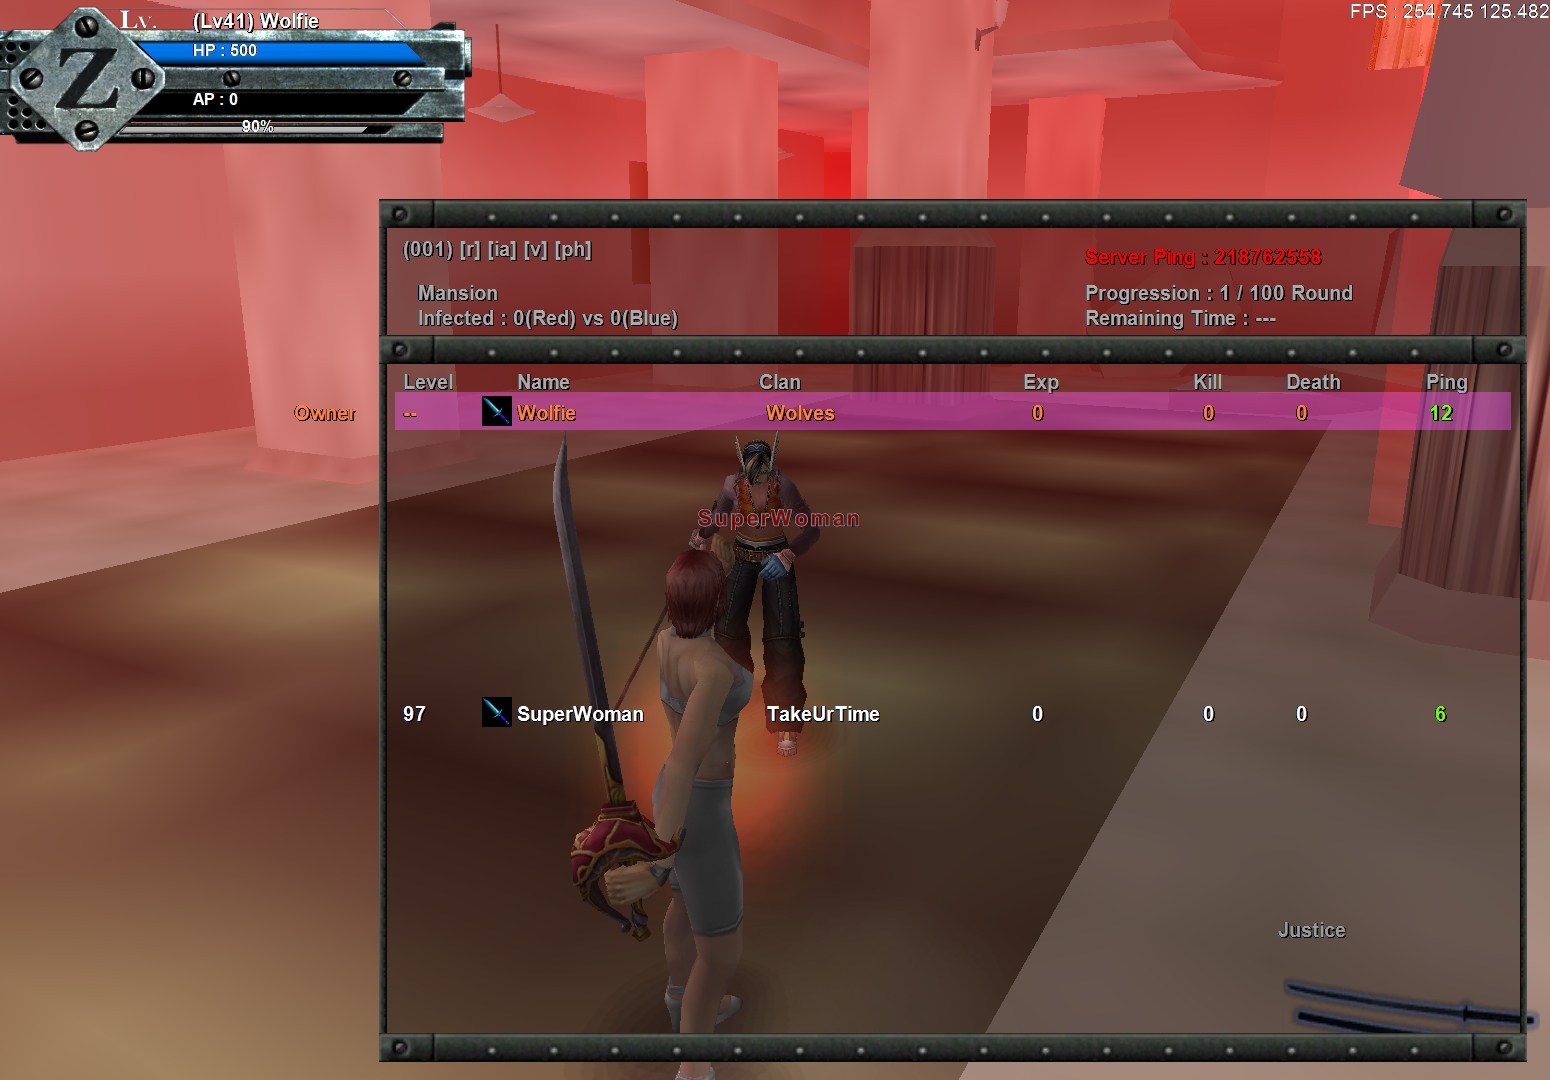 Lv. (Lv41) Wolfie
FPS : 254.745 125.482
HP : 500
Z
AP : 0
90%
(001) [r] [ia] [v] [ph]
Server Ping : 218762558
Mansion
Progression : 1 / 100 Round
Infected : 0(Red) vs 0(Blue)
Remaining Time : ---
Level Name Clan Exp Kill Death Ping
Owner -- Wolfie Wolves 0 0 0 12
SuperWoman
97 SuperWoman TakeUrTime 0 0 0 6
Justice